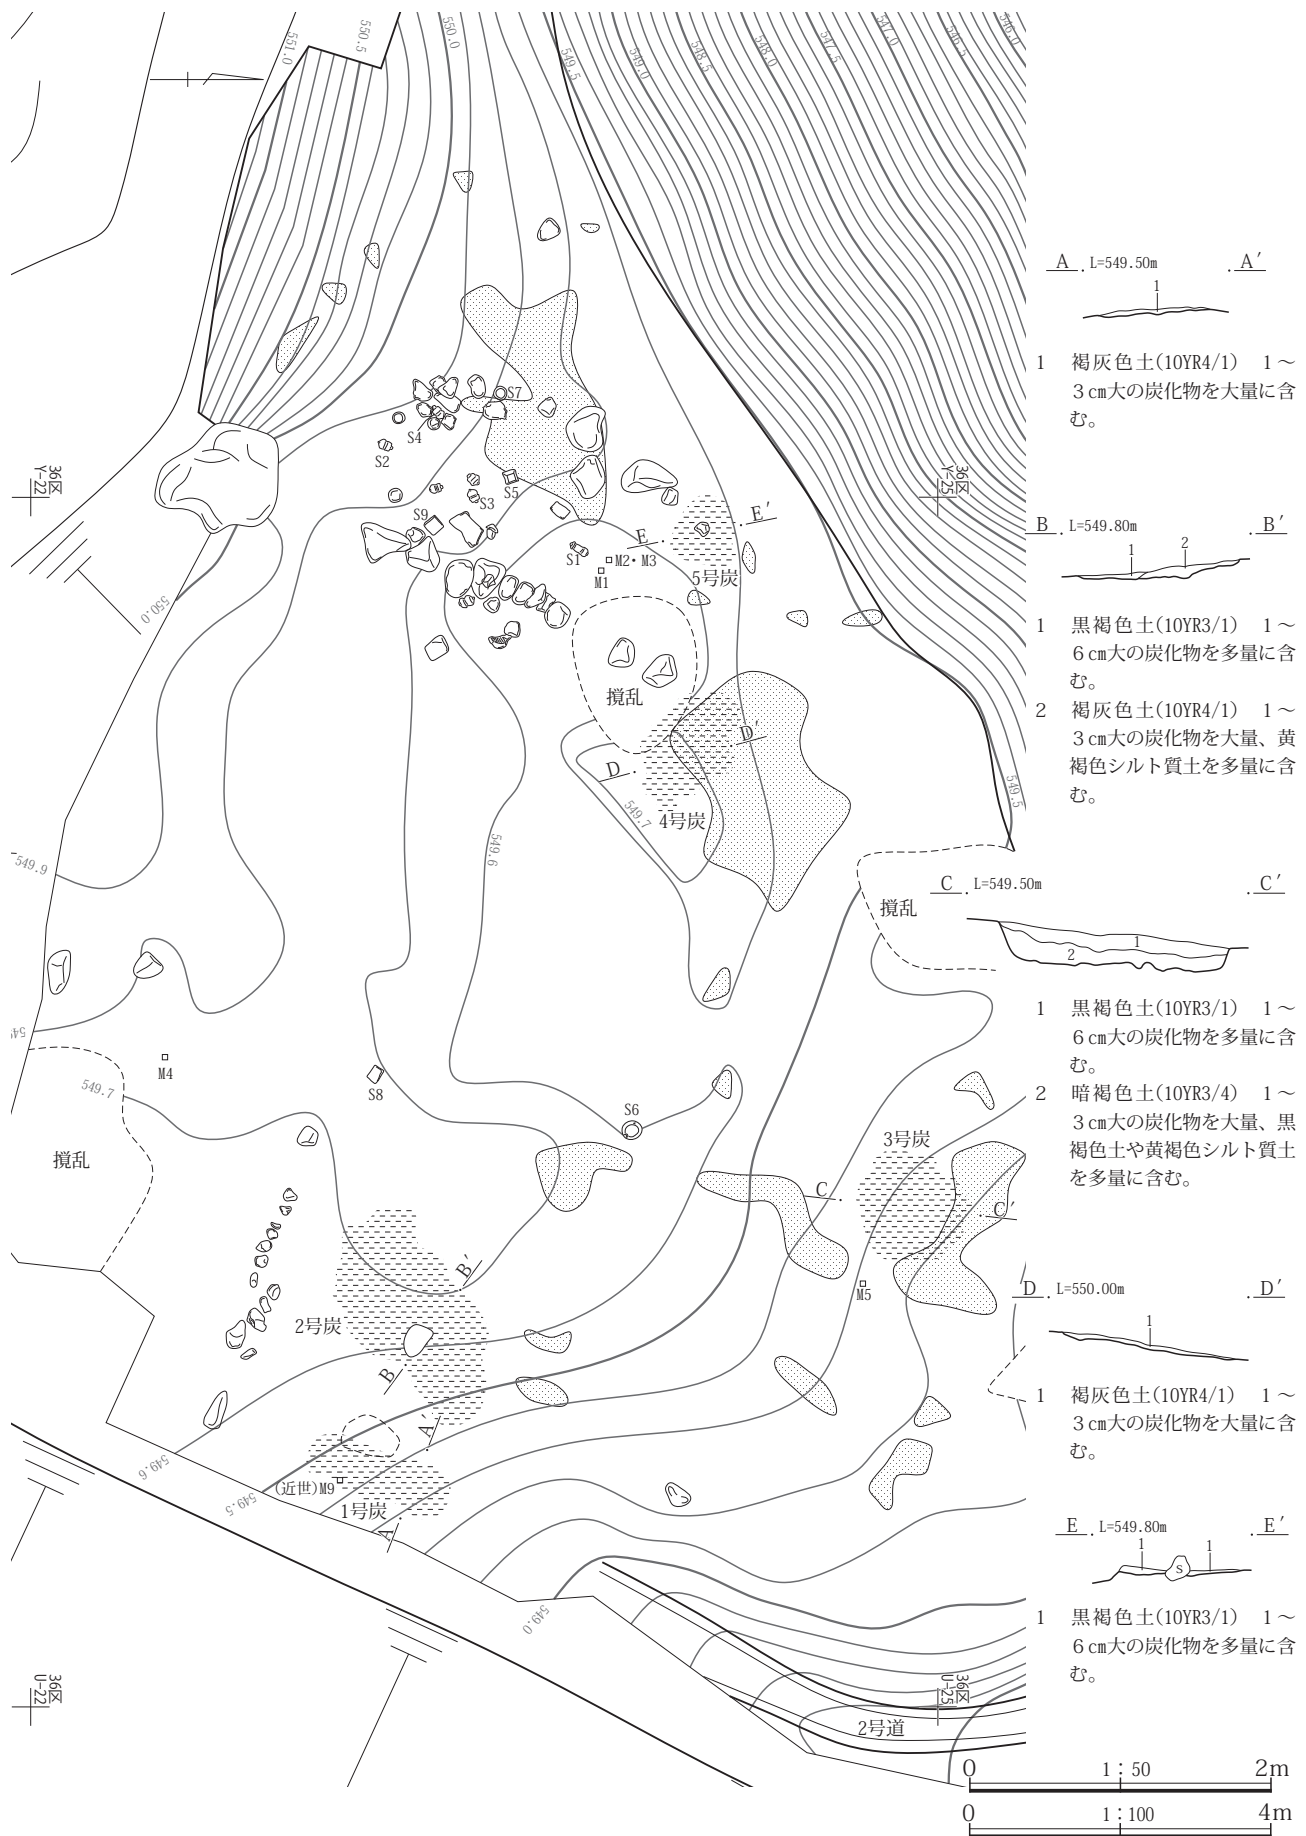 551.0
550.5
550.0
549.5
549.0
548.5
548.0
547.5
547.0
546.5
546.0
A . L=549.50m . A′
1
1 褐灰色土(10YR4/1) 1～
3㎝大の炭化物を大量に含
む。
S7
S4
S2
S3
S5
S9
S1
M2・M3
M1
E . . E′
5号炭
36区
Y-22
36区
Y-25
B . L=549.80m . B′
1 2
1 黒褐色土(10YR3/1) 1～
6㎝大の炭化物を多量に含
む。
2 褐灰色土(10YR4/1) 1～
3㎝大の炭化物を大量、黄
褐色シルト質土を多量に含
む。
550.0
撹乱
D . D′
549.7
4号炭
549.6
549.5
549.9
撹乱
C . L=549.50m . C′
1
2
1 黒褐色土(10YR3/1) 1～
6㎝大の炭化物を多量に含
む。
2 暗褐色土(10YR3/4) 1～
3㎝大の炭化物を大量、黒
褐色土や黄褐色シルト質土
を多量に含む。
M4
549.7
S8
S6
撹乱
3号炭
C . . C′
M5
B′
2号炭
B
D . L=550.00m . D′
1
1 褐灰色土(10YR4/1) 1～
3㎝大の炭化物を大量に含
む。
A′
(近世)M9
1号炭
A
549.6
549.5
549.0
E . L=549.80m . E′
1 S 1
1 黒褐色土(10YR3/1) 1～
6㎝大の炭化物を多量に含
む。
36区
U-22
36区
U-25
2号道
0 1：50 2m
0 1：100 4m